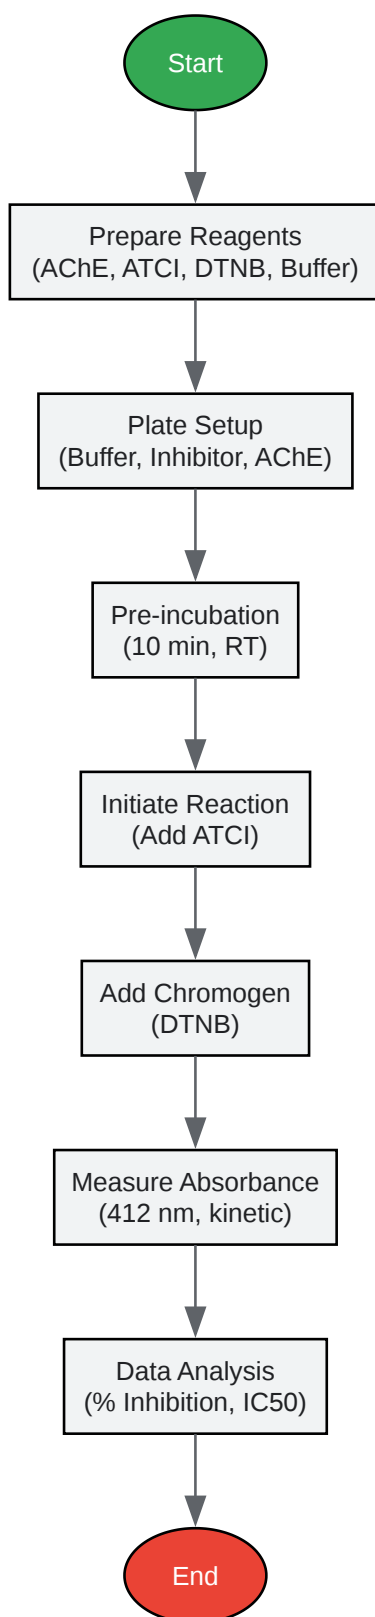 Start
Prepare Reagents
(AChE, ATCI, DTNB, Buffer)
Plate Setup
(Buffer, Inhibitor, AChE)
Pre-incubation
(10 min, RT)
Initiate Reaction
(Add ATCI)
Add Chromogen
(DTNB)
Measure Absorbance
(412 nm, kinetic)
Data Analysis
(% Inhibition, IC50)
End